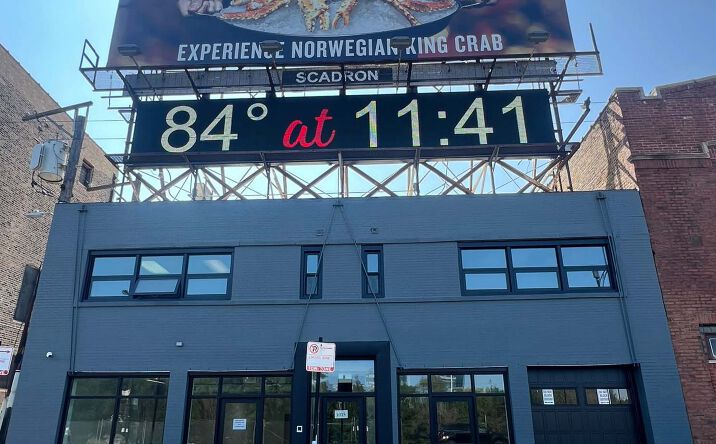 EXPERIENCE NORWEGIAN KING CRAB
SCADRON
84° at 11:41